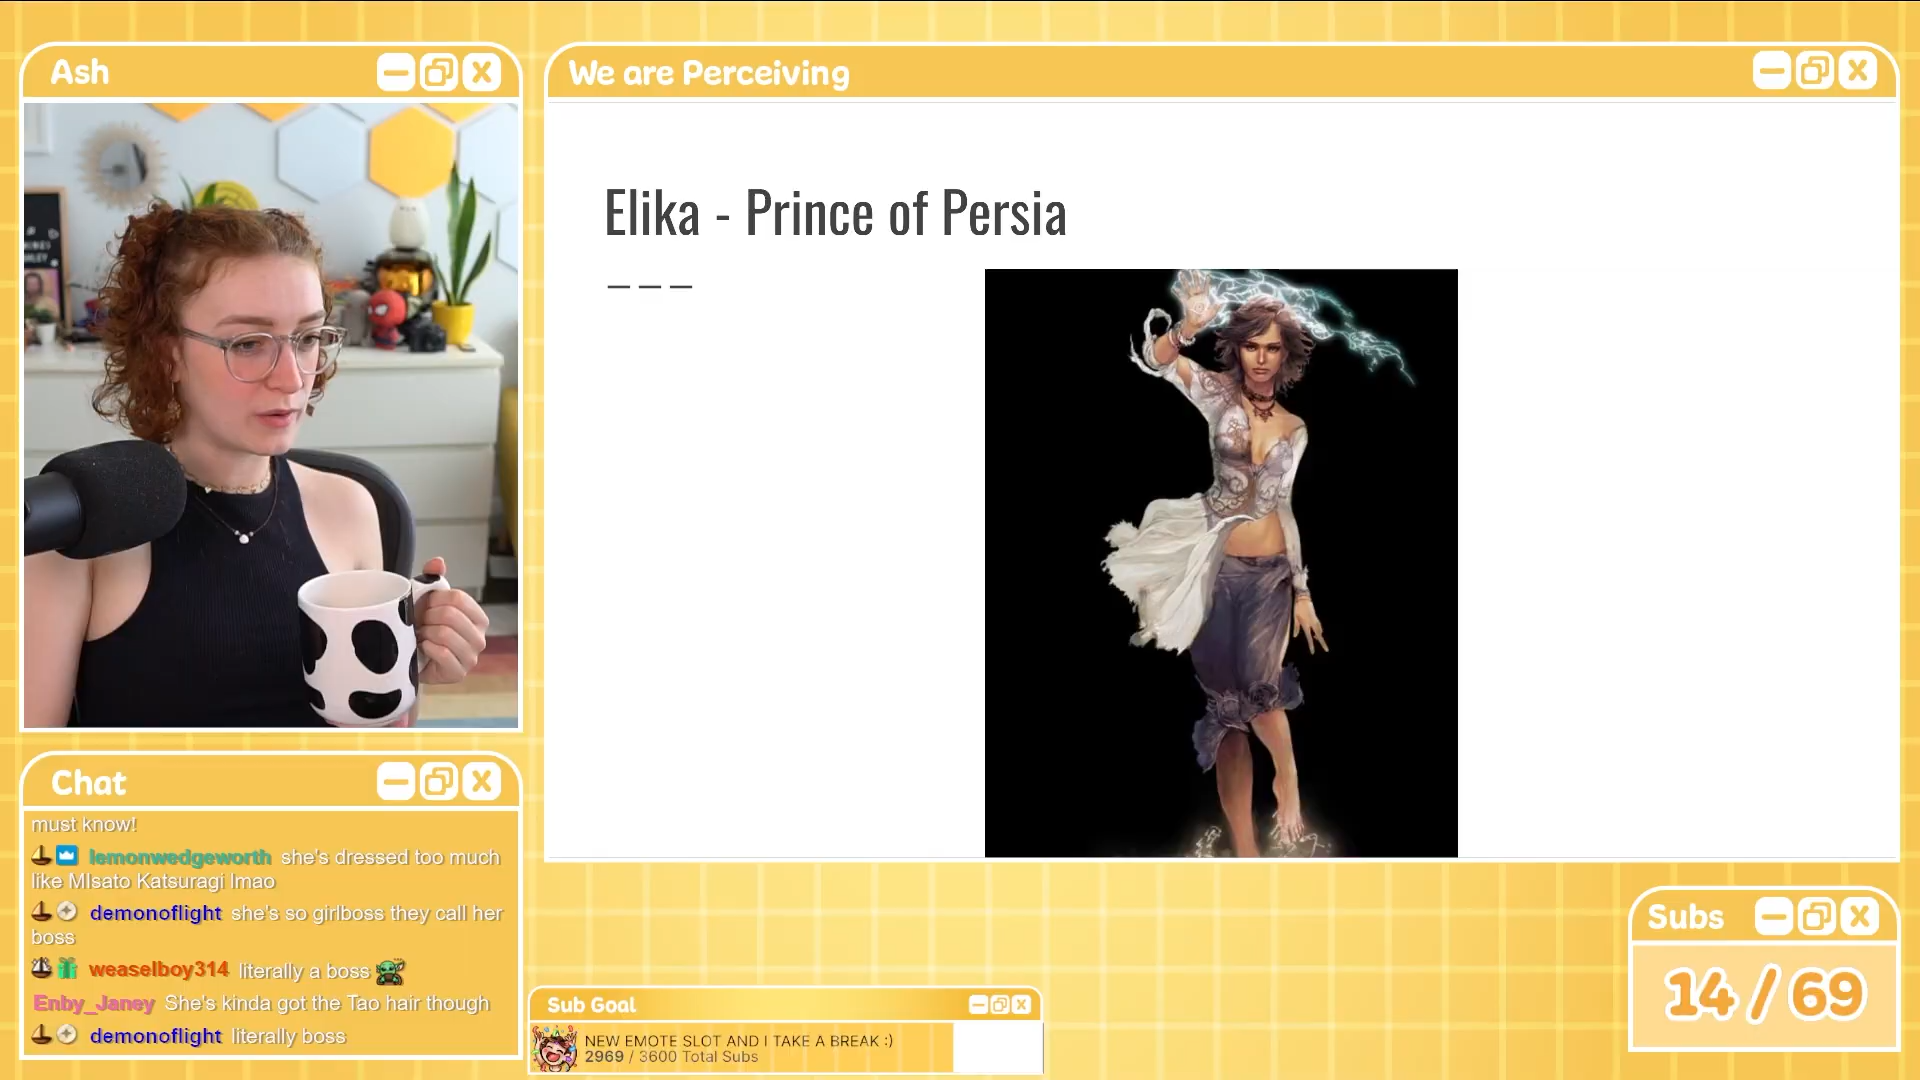 Ash
We are Perceiving
Elika - Prince of Persia
Chat
must know!
lemonwedgeworth she's dressed too much
like MIsato Katsuragi lmao
demonoflight she's so girlboss they call her
boss
weaselboy314 literally a boss
Enby_Janey She's kinda got the Tao hair though
demonoflight literally boss
Sub Goal
NEW EMOTE SLOT AND I TAKE A BREAK :)
2969 / 3600 Total Subs
Subs
14 / 69